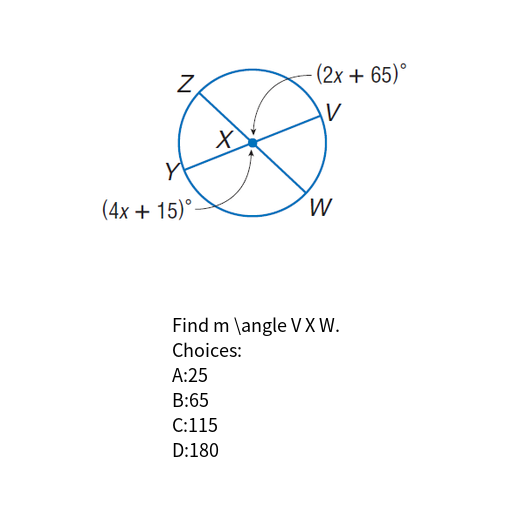 Z
(2x + 65)°
V
X
Y
(4x + 15)°
W
Find m \angle V X W.
Choices:
A:25
B:65
C:115
D:180